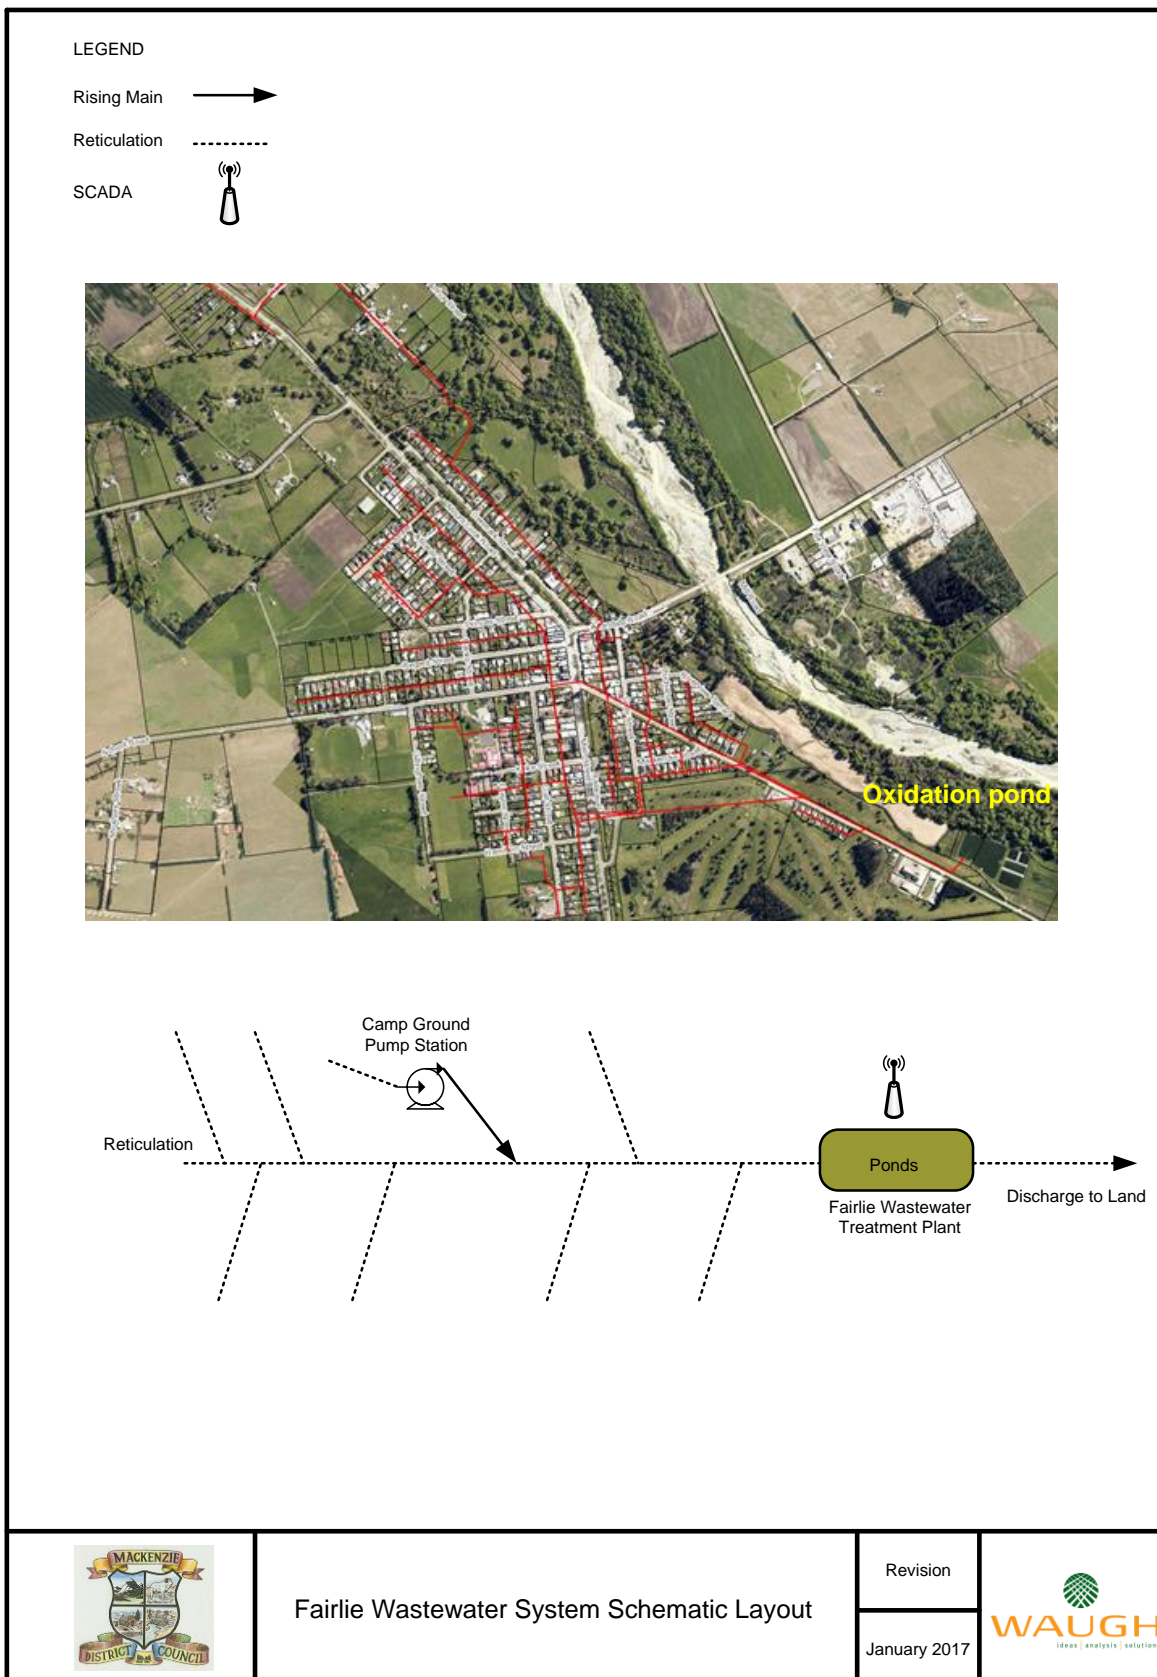 LEGEND
Rising Main
Reticulation
SCADA
Oxidation pond
Camp Ground
Pump Station
Reticulation
Ponds
Fairlie Wastewater
Treatment Plant
Discharge to Land
MACKENZIE
DISTRICT COUNCIL
Fairlie Wastewater System Schematic Layout
Revision
January 2017
WAUGH
ideas | analysis | solution